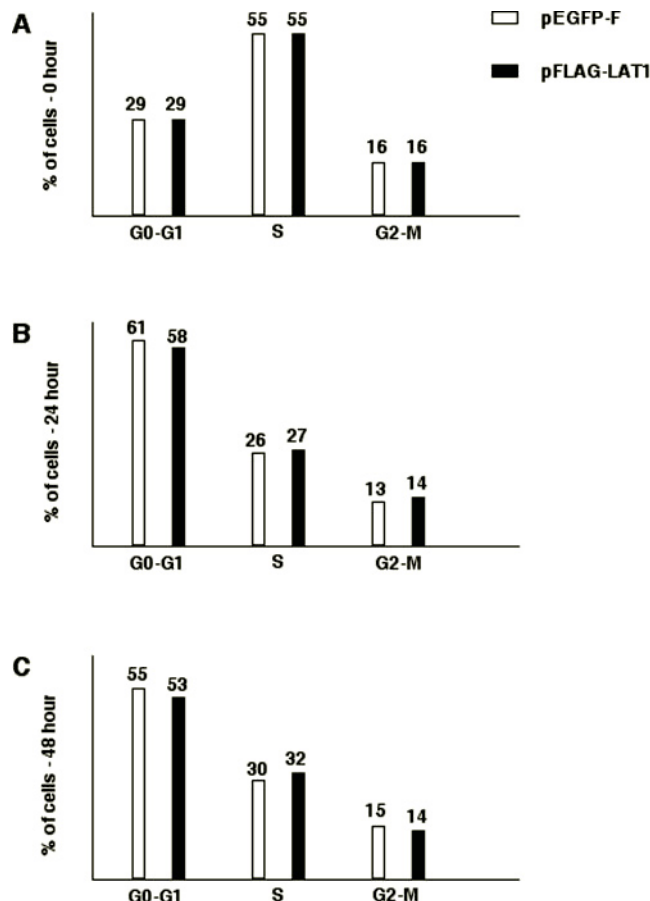 A
% of cells - 0 hour
29 29 55 55 16 16
G0-G1 S G2-M
pEGFP-F
pFLAG-LAT1
B
% of cells - 24 hour
61 58 26 27 13 14
G0-G1 S G2-M
C
% of cells - 48 hour
55 53 30 32 15 14
G0-G1 S G2-M